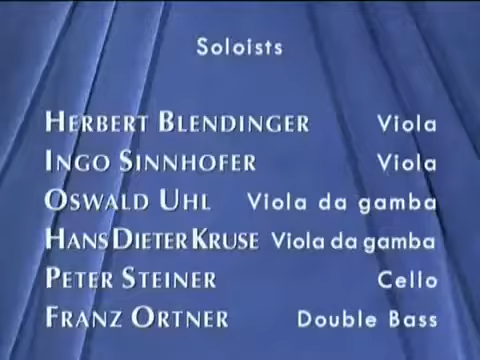 Soloists
HERBERT BLENDINGER Viola
INGO SINNHOFER Viola
OSWALD UHL Viola da gamba
HANS DIETER KRUSE Viola da gamba
PETER STEINER Cello
FRANZ ORTNER Double Bass